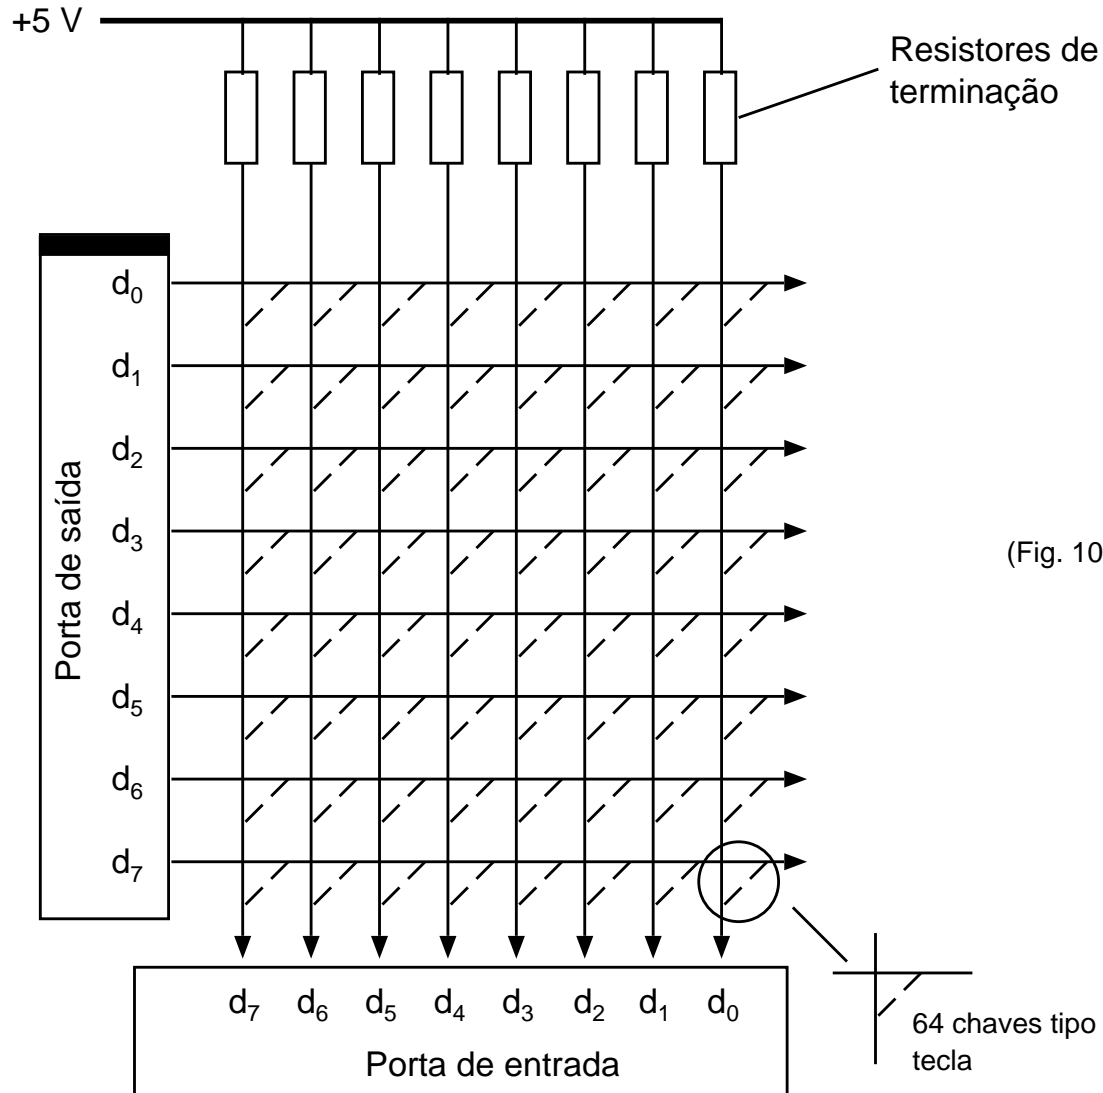 +5 V
Resistores de
terminação
d0
d1
d2
d3
d4
d5
d6
d7
Porta de saída
(Fig. 10
d7 d6 d5 d4 d3 d2 d1 d0
Porta de entrada
64 chaves tipo
tecla